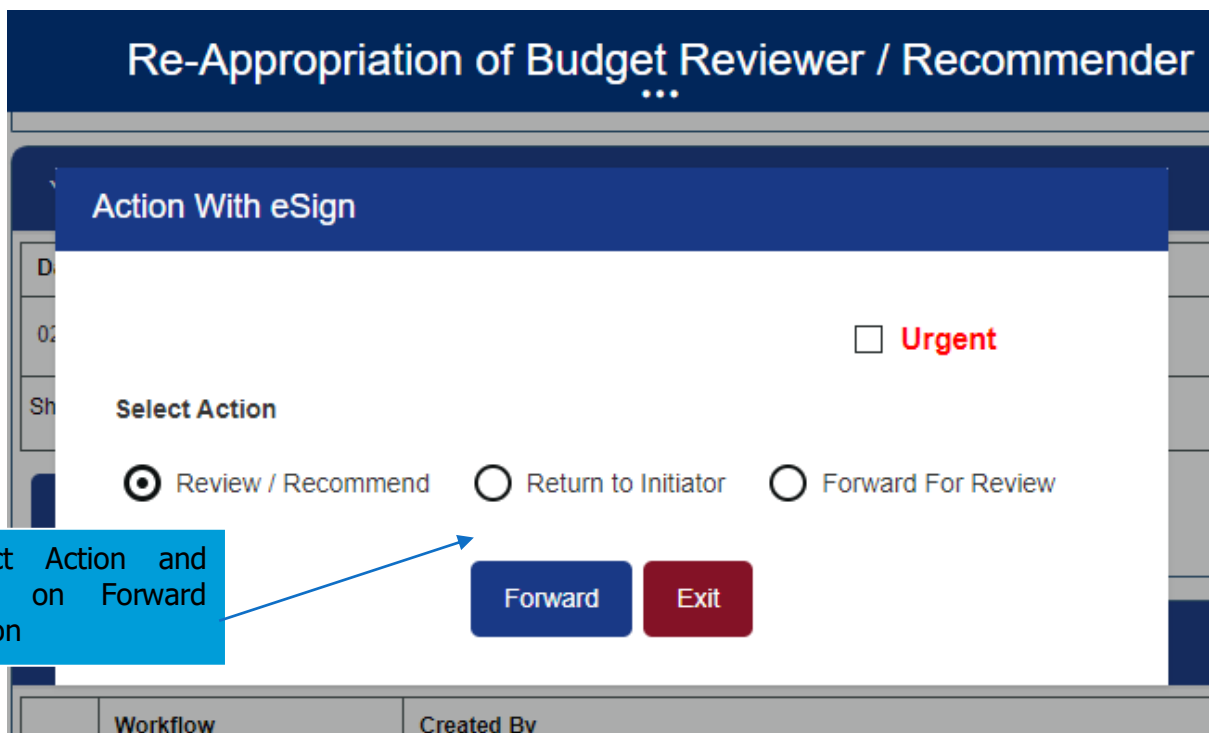 Re-Appropriation of Budget Reviewer / Recommender
Action With eSign
Urgent
Sh
Select Action
Review / Recommend Return to Initiator Forward For Review
Action and
on Forward
Forward Exit
Workflow Created By